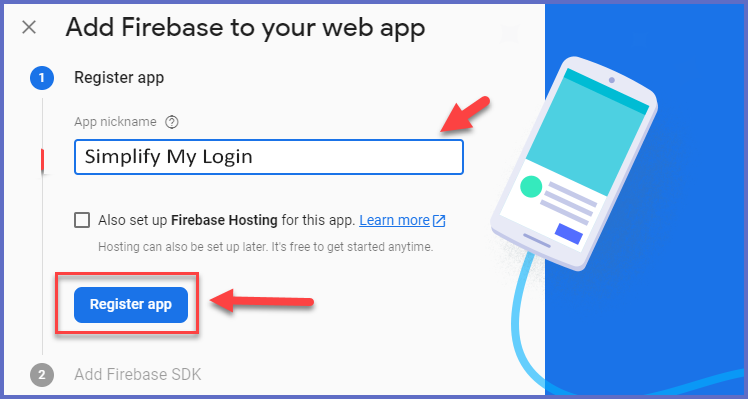 Add Firebase to your web app
1 Register app
App nickname ?
Simplify My Login
Also set up Firebase Hosting for this app. Learn more
Hosting can also be set up later. It's free to get started anytime.
Register app
2 Add Firebase SDK